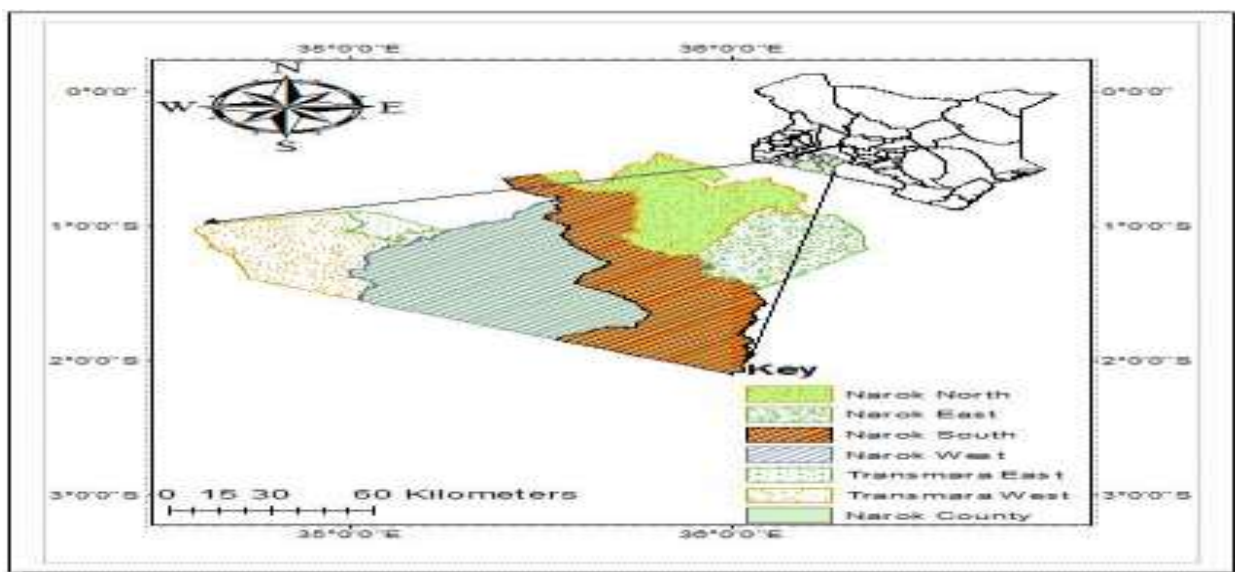 35°0'0"E 36°0'0"E
N
0°0'0" W E 0°0'0"
S
1°0'0"S 1°0'0"S
2°0'0"S 2°0'0"S
Key
Narok North
Narok East
Narok South
Narok West
Transmara East
0 15 30 60 Kilometers
Transmara West
3°0'0"S 3°0'0"S
Narok County
35°0'0"E 36°0'0"E